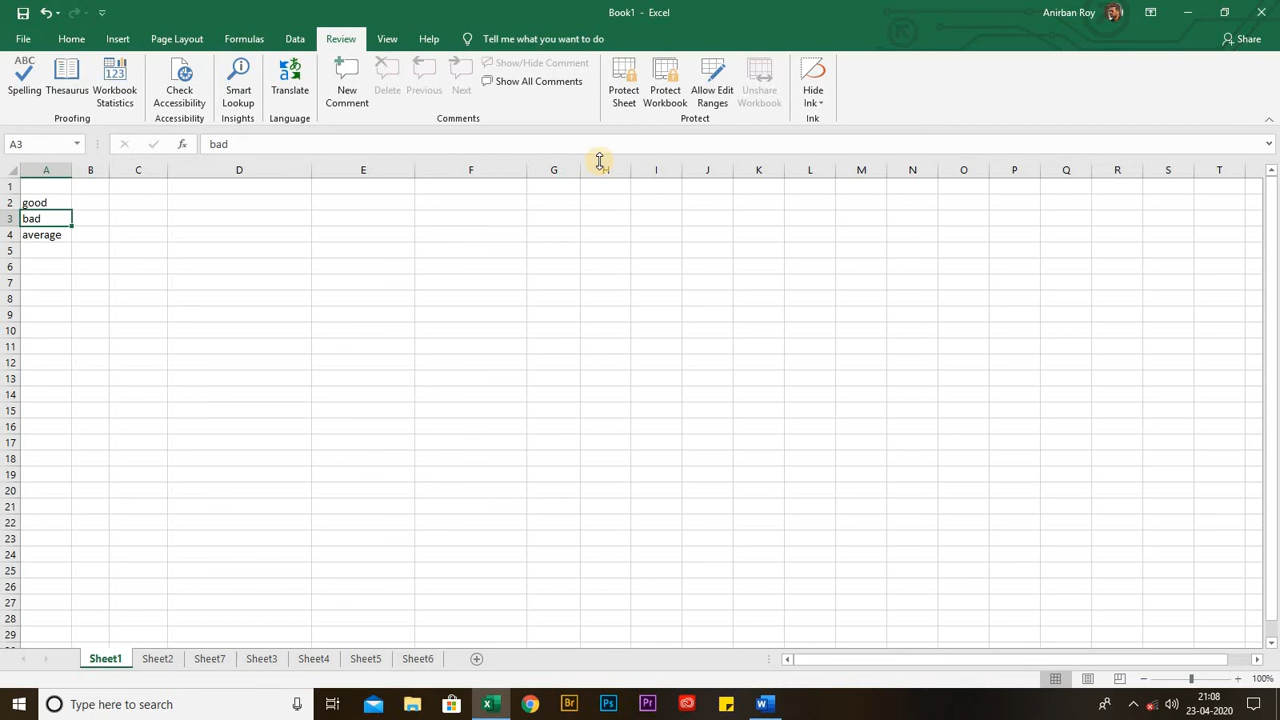 Book1 - Excel
Anirban Roy
File Home Insert Page Layout Formulas Data Review View Help Tell me what you want to do Share
ABC Spelling
Thesaurus
123 Workbook Statistics
Proofing
Check Accessibility
Accessibility
Smart Lookup
Insights
Translate
Language
New Comment
Delete
Previous
Next
Show/Hide Comment
Show All Comments
Comments
Protect Sheet
Protect Workbook
Allow Edit Ranges
Unshare Workbook
Protect
Hide Ink
Ink
A3 fx bad
A B C D E F G H I J K L M N O P Q R S T
1
2 good
3 bad
4 average
5
6
7
8
9
10
11
12
13
14
15
16
17
18
19
20
21
22
23
24
25
26
27
28
29
Sheet1 Sheet2 Sheet7 Sheet3 Sheet4 Sheet5 Sheet6
100%
Type here to search
Br Ps Pr
21:08
23-04-2020